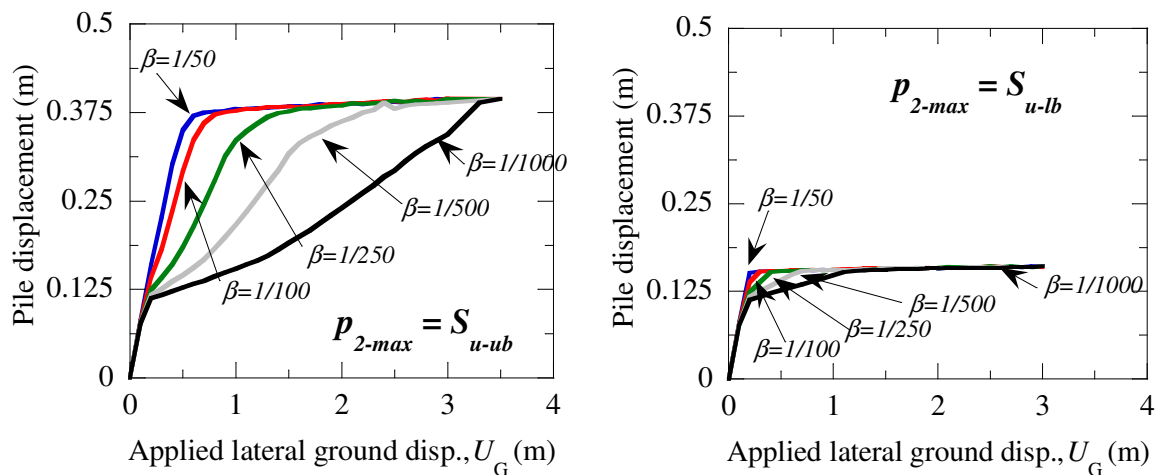 Pile displacement (m)
0.5
0.375
0.25
0.125
0
β=1/50
β=1/1000
β=1/500
β=1/250
β=1/100
p2-max = Su-ub
0 1 2 3 4
Applied lateral ground disp., UG (m)
Pile displacement (m)
0.5
0.375
0.25
0.125
0
p2-max = Su-lb
β=1/50
β=1/1000
β=1/500
β=1/250
β=1/100
0 1 2 3 4
Applied lateral ground disp., UG (m)